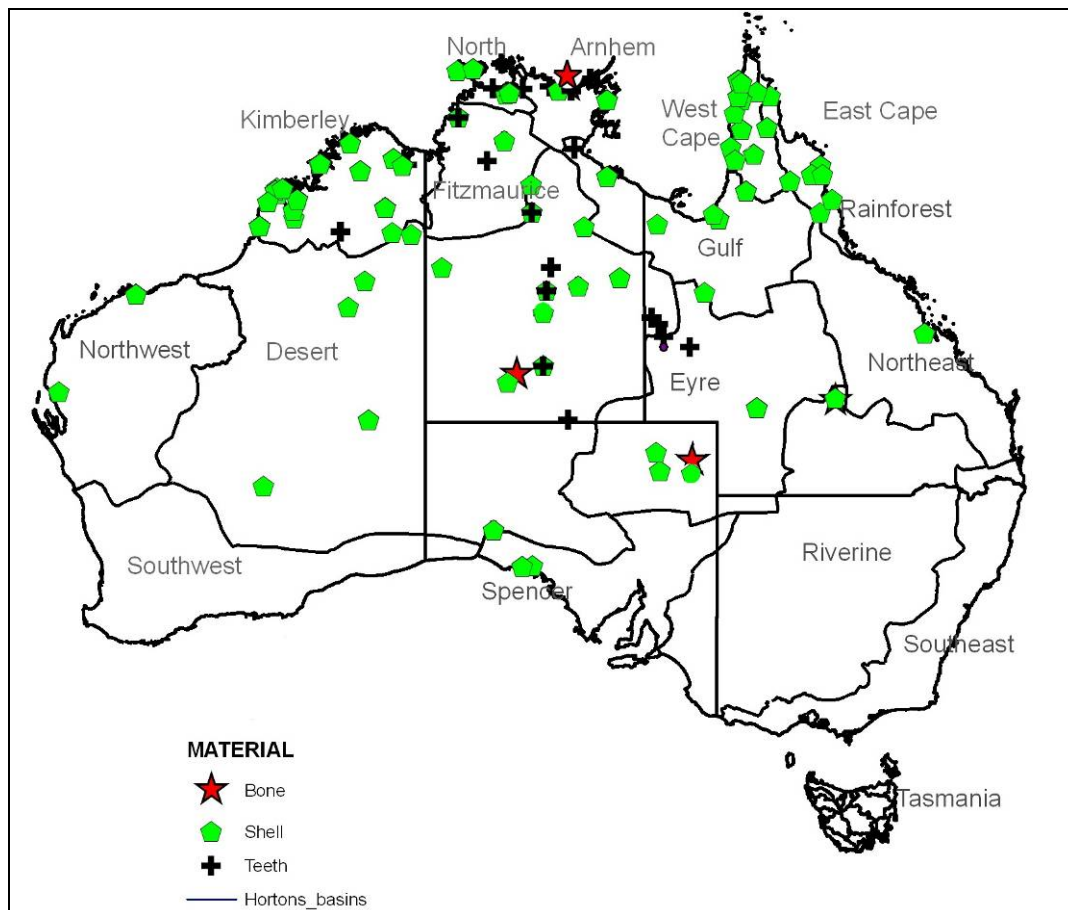 North
Arnhem
Kimberley
West
Cape
East Cape
Fitzmaurice
Rainforest
Gulf
Northwest
Desert
Northeast
Eyre
Southwest
Spencer
Riverine
Southeast
Tasmania
MATERIAL
Bone
Shell
Teeth
Hortons_basins